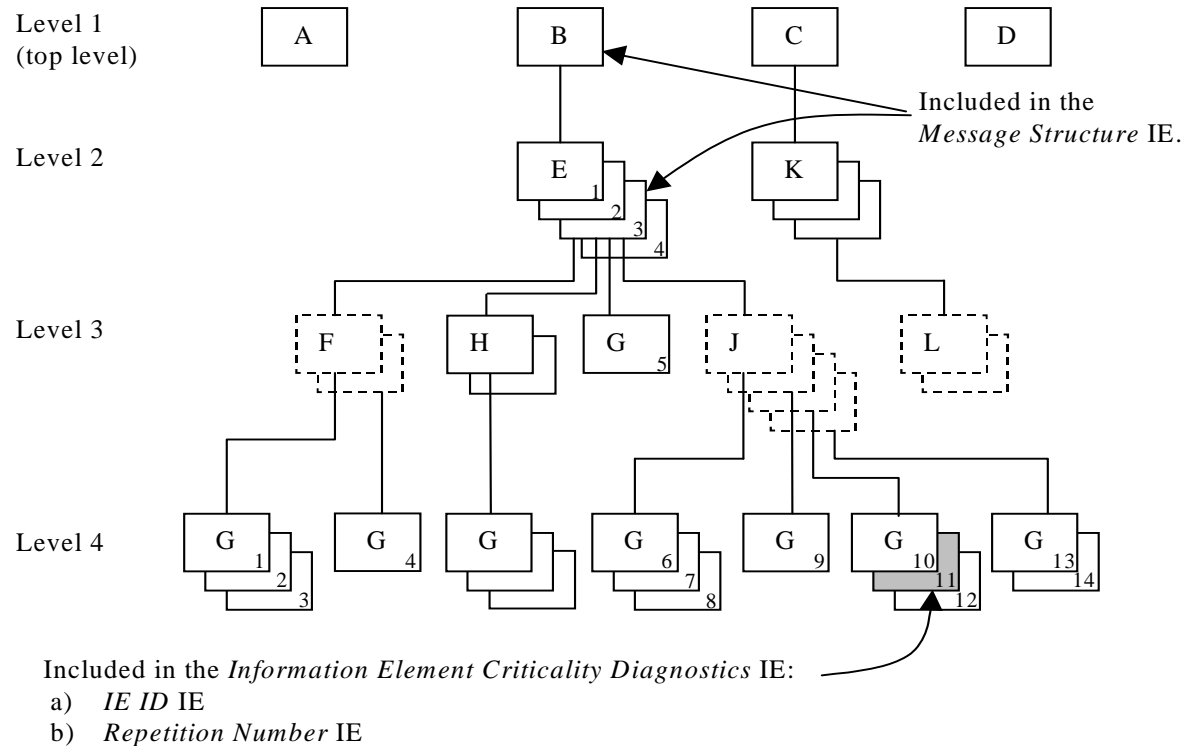 Level 1
(top level)
A
B
C
D
Included in the
Message Structure IE.
Level 2
E
1
2
3
4
K
Level 3
F
H
G
5
J
L
Level 4
G
1
2
3
G
4
G
G
6
7
8
G
9
G
10
11
12
G
13
14
Included in the Information Element Criticality Diagnostics IE:
a) IE ID IE
b) Repetition Number IE